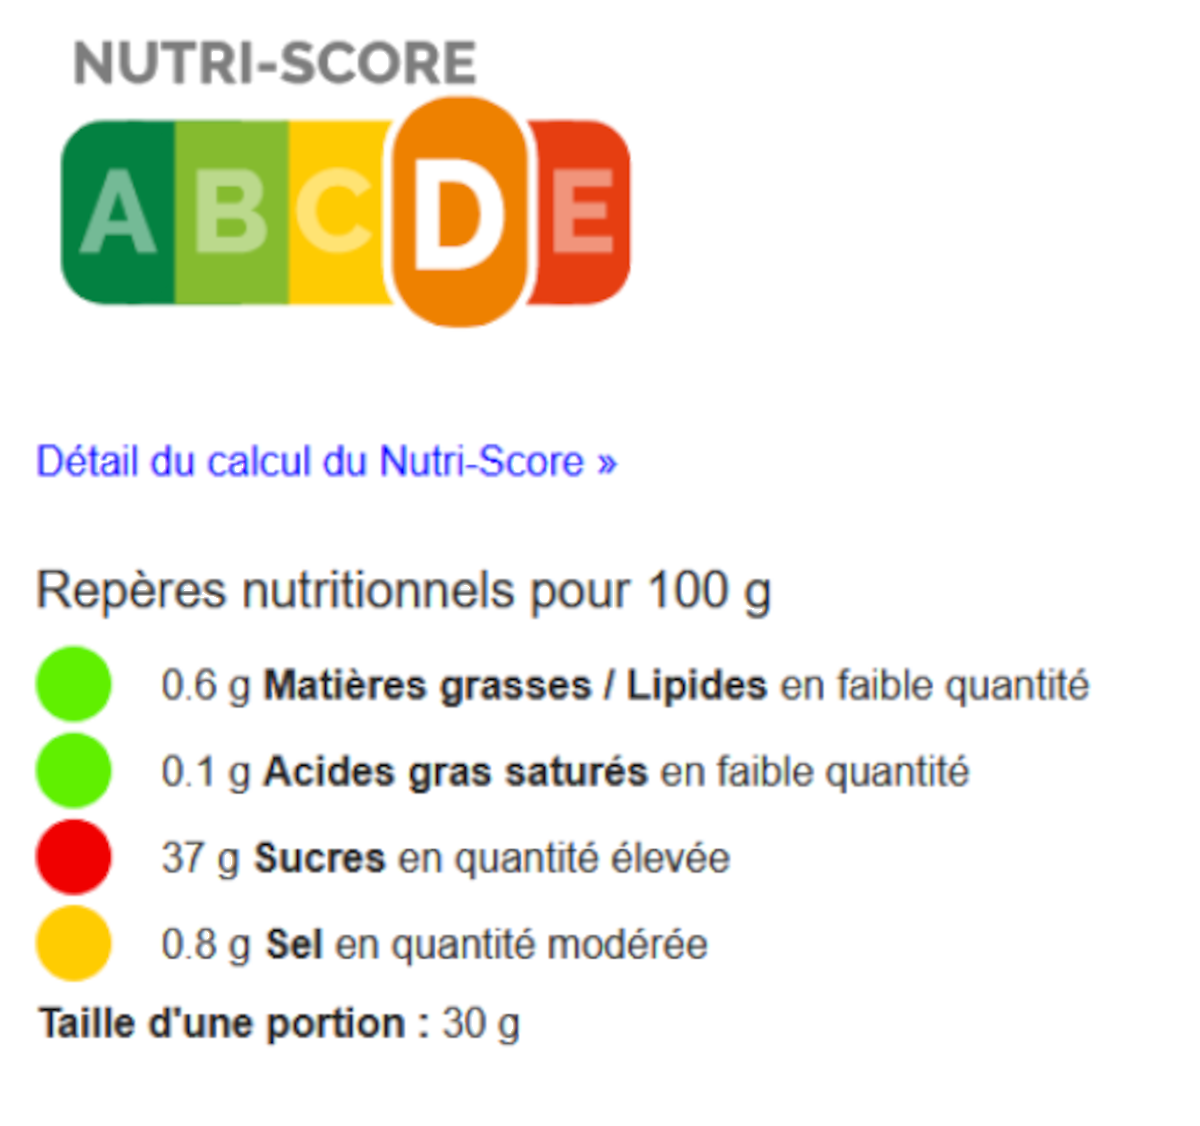 NUTRI-SCORE
A B C D E
Détail du calcul du Nutri-Score »
Repères nutritionnels pour 100 g
0.6 g Matières grasses / Lipides en faible quantité
0.1 g Acides gras saturés en faible quantité
37 g Sucres en quantité élevée
0.8 g Sel en quantité modérée
Taille d'une portion : 30 g